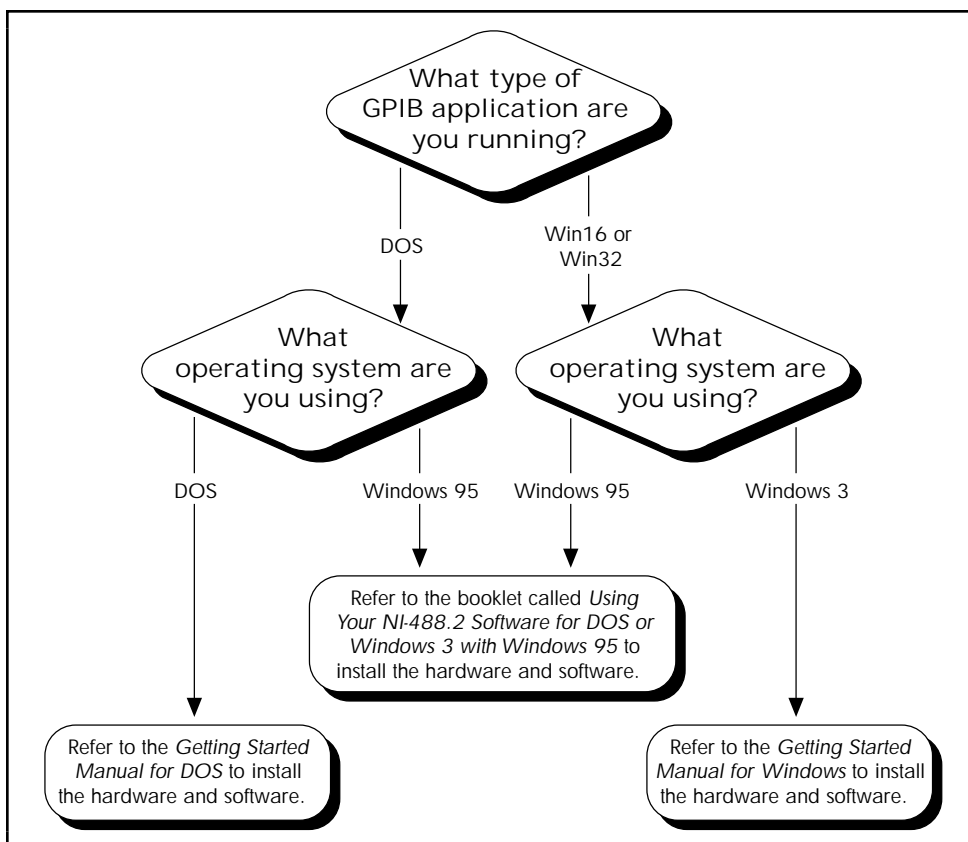 What type of
GPIB application are
you running?
DOS
Win16 or
Win32
What
operating system are
you using?
What
operating system are
you using?
DOS
Windows 95
Windows 95
Windows 3
Refer to the booklet called Using
Your NI-488.2 Software for DOS or
Windows 3 with Windows 95 to
install the hardware and software.
Refer to the Getting Started
Manual for DOS to install
the hardware and software.
Refer to the Getting Started
Manual for Windows to install
the hardware and software.